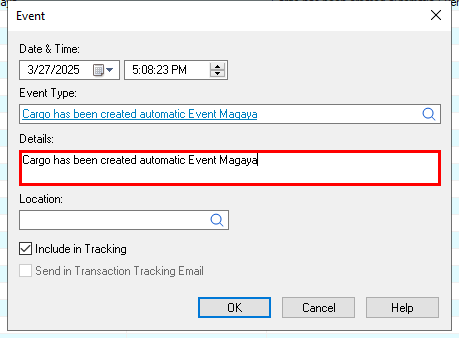 Event
Date & Time:
3/27/2025
5:08:23 PM
Event Type:
Cargo has been created automatic Event Magaya
Details:
Cargo has been created automatic Event Magaya
Location:
Include in Tracking
Send in Transaction Tracking Email
OK
Cancel
Help